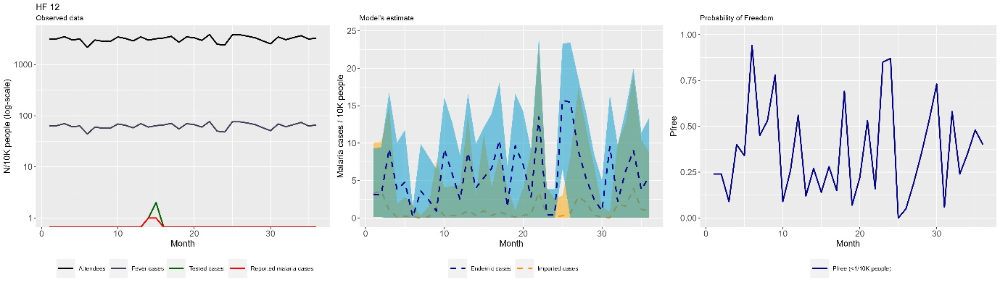 HF 12
Observed data
N/10K people (log-scale)
1000
100
10
1
0 10 20 30
Month
Attendees Fever cases Tested cases Reported malaria cases
Model's estimate
Malaria cases / 10K people
25
20
15
10
5
0
0 10 20 30
Month
Endemic cases Imported cases
Probability of Freedom
Pfree
1.00
0.75
0.50
0.25
0.00
0 10 20 30
Month
Pfree (<1/10K people)